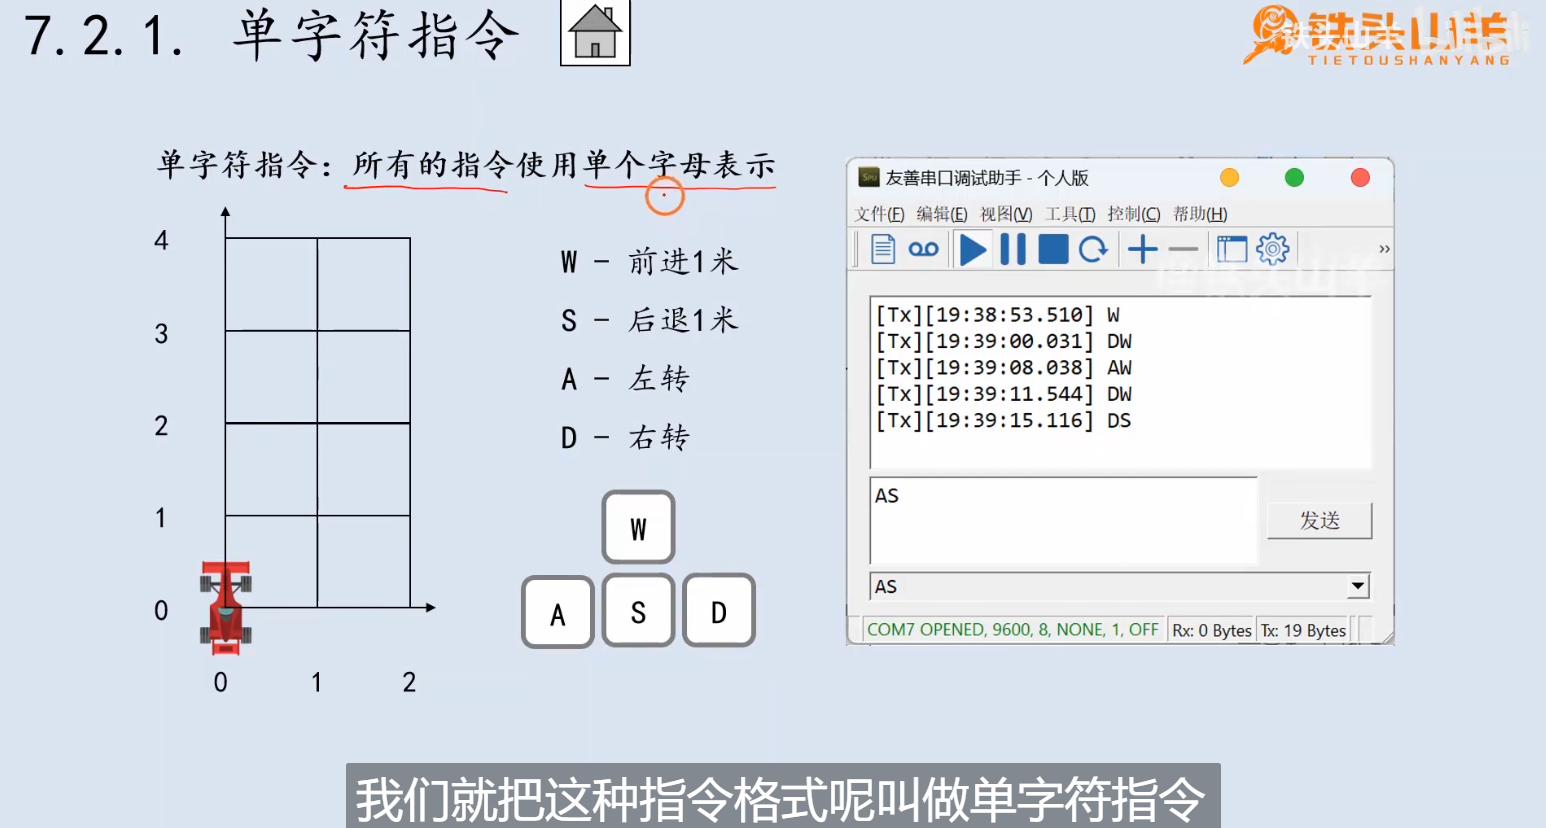 7.2.1. 单字符指令
铁头山羊
TIETOUSHANYANG
单字符指令：所有的指令使用单个字母表示
4
3
2
1
0
0 1 2
W - 前进1米
S - 后退1米
A - 左转
D - 右转
W
A S D
友善串口调试助手 - 个人版
文件(F) 编辑(E) 视图(V) 工具(T) 控制(C) 帮助(H)
»
[Tx][19:38:53.510] W
[Tx][19:39:00.031] DW
[Tx][19:39:08.038] AW
[Tx][19:39:11.544] DW
[Tx][19:39:15.116] DS
AS
发送
AS
COM7 OPENED, 9600, 8, NONE, 1, OFF Rx: 0 Bytes Tx: 19 Bytes
我们就把这种指令格式呢叫做单字符指令